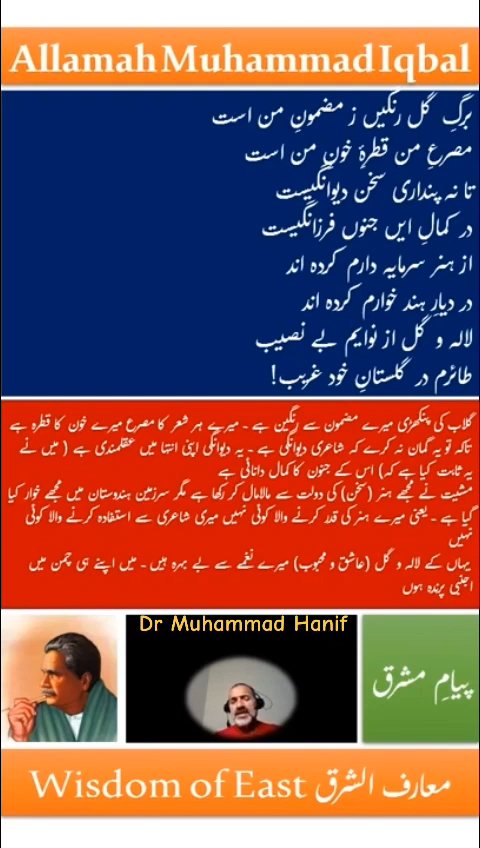 Allamah Muhammad Iqbal
برگِ گل رنگیں ز مضمونِ من است
مصرعِ من قطرۂ خونِ من است
تا نہ پنداری سخن دیوانگیست
در کمالِ ایں جنوں فرزانگیست
از ہنر سرمایہ دارم کردہ اند
در دیارِ ہند خوارم کردہ اند
لالہ و گل از نوایم بے نصیب
طائرم در گلستانِ خود غریب!
گلاب کی پنکھڑی میرے مضمون سے رنگین ہے ۔ میرے ہر شعر کا مصرع میرے خون کا قطرہ ہے
تاکہ تو یہ گمان نہ کرے کہ شاعری دیوانگی ہے ۔ یہ دیوانگی اپنی انتہا میں عقلمندی ہے ( میں نے
یہ ثابت کیا ہے کہ) اس کے جنون کا کمال دانائی ہے
مشیت نے مجھے ہنر (سخن) کی دولت سے مالامال کر رکھا ہے مگر سرزمین ہندوستان میں مجھے خوار کیا
گیا ہے ۔ یعنی میرے ہنر کی قدر کرنے والا کوئی نہیں میری شاعری سے استفادہ کرنے والا کوئی
نہیں
یہاں کے لالہ و گل (عاشق و محبوب) میرے نغمے سے بے بہرہ ہیں ۔ میں اپنے ہی چمن میں
اجنبی پرندہ ہوں
Dr Muhammad Hanif
پیامِ مشرق
Wisdom of East معارف الشرق